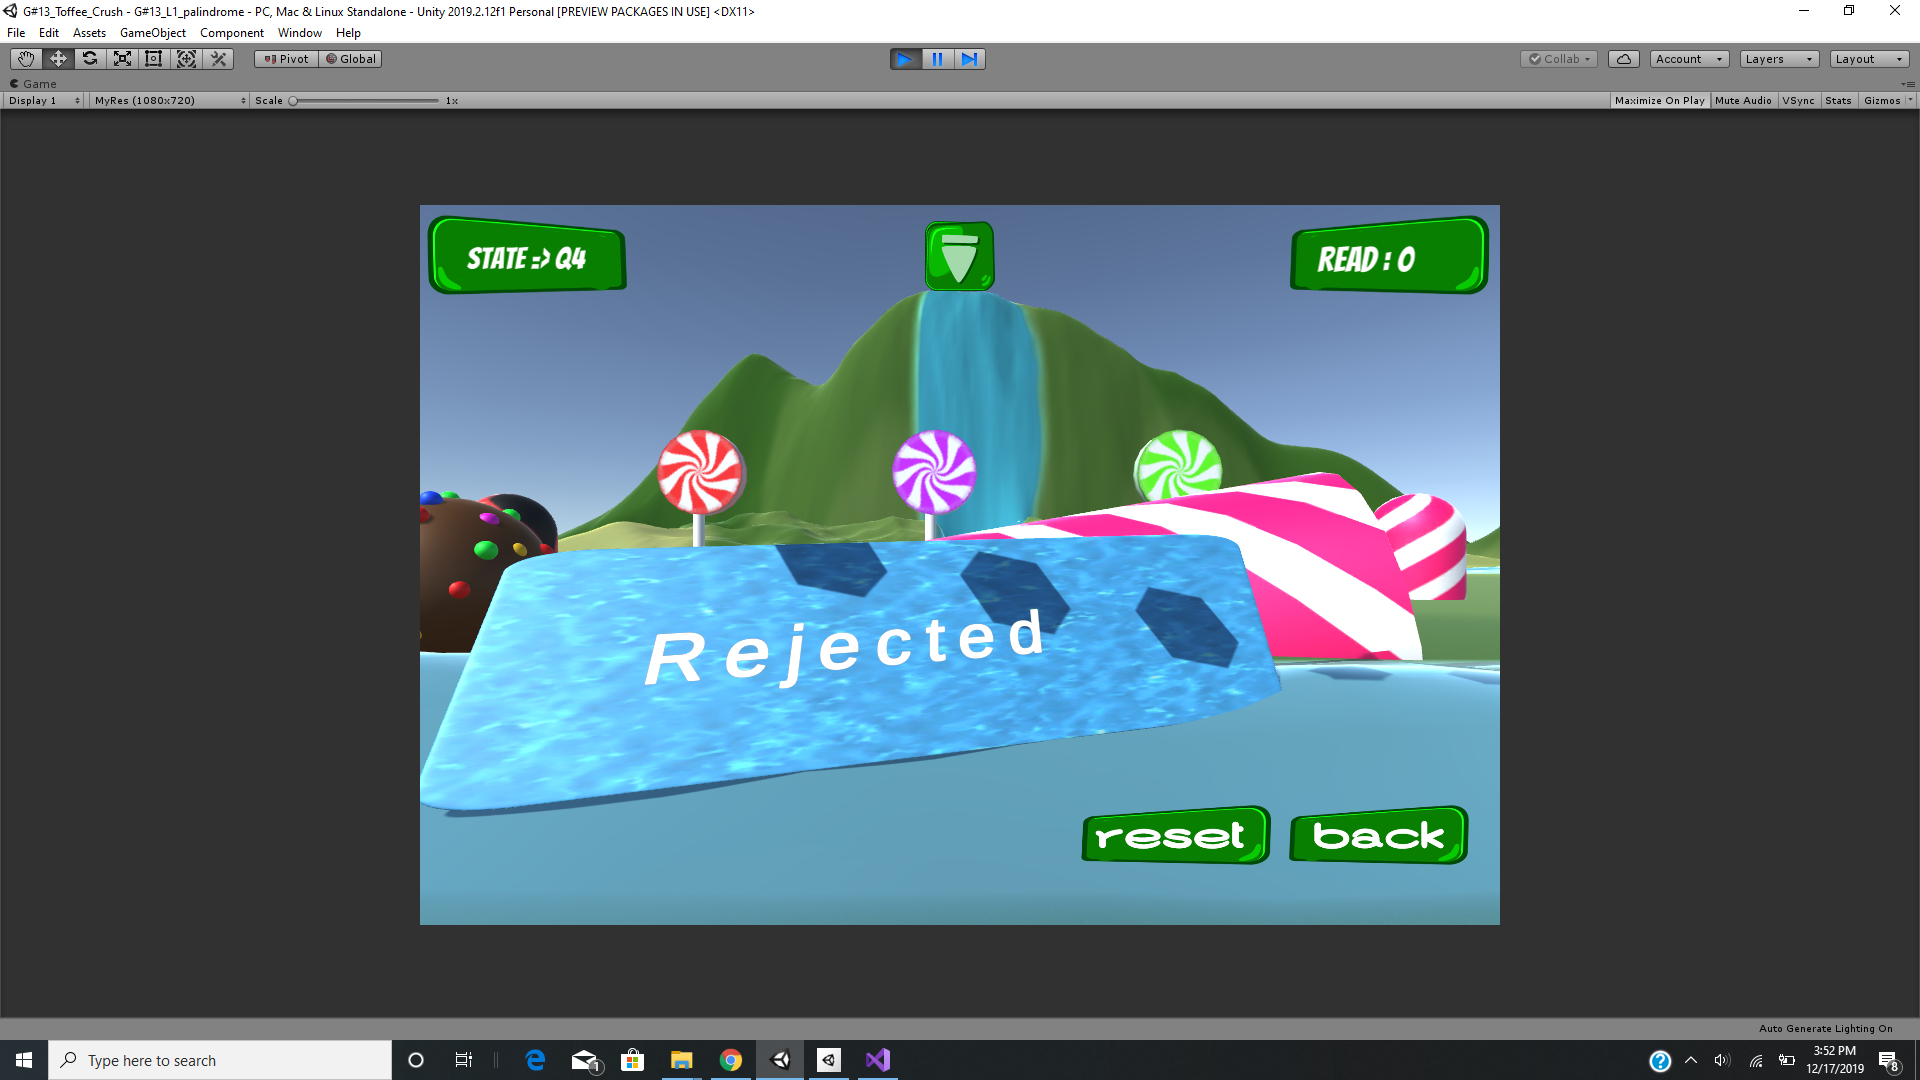 G#13_Toffee_Crush - G#13_L1_palindrome - PC, Mac & Linux Standalone - Unity 2019.2.12f1 Personal [PREVIEW PACKAGES IN USE] <DX11>
File Edit Assets GameObject Component Window Help
Pivot Global Collab Account Layers Layout
Game
Display 1 MyRes (1080x720) Scale 1x Maximize On Play Mute Audio VSync Stats Gizmos
STATE => Q4
READ : 0
Rejected
reset back
Auto Generate Lighting On
Type here to search
1
3:52 PM
12/17/2019
8